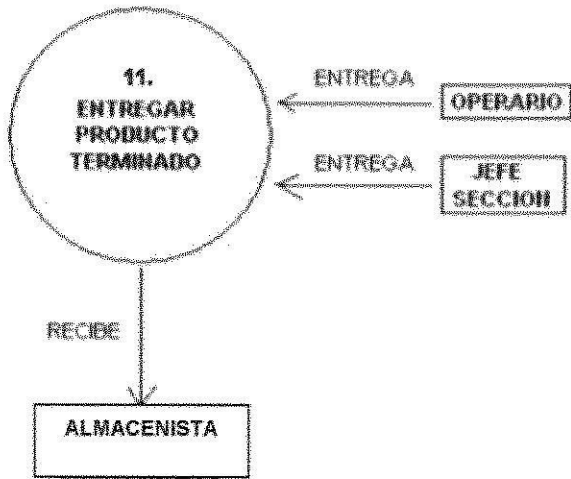 11.
ENTREGAR
PRODUCTO
TERMINADO
ENTREGA
OPERARIO
ENTREGA
JEFE
SECCION
RECIBE
ALMACENISTA